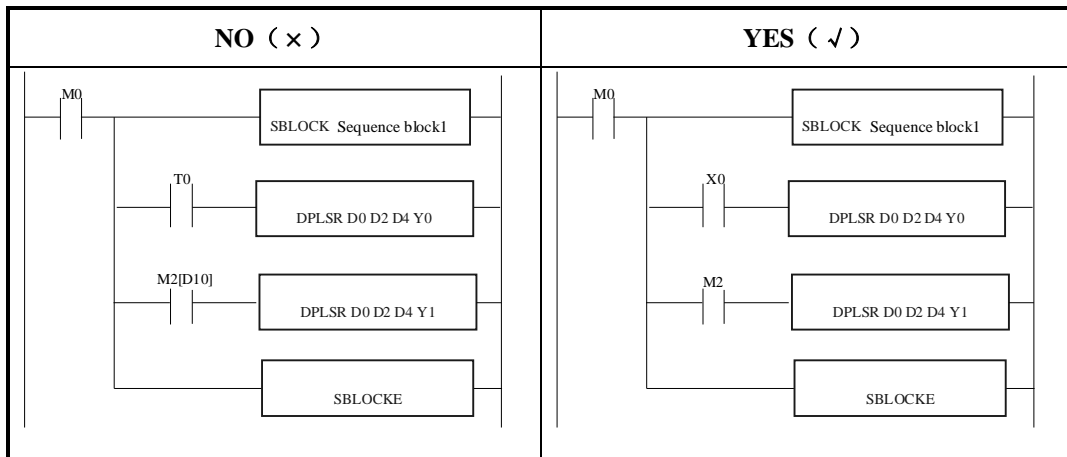 NO（×）
YES（√）
M0
SBLOCK Sequence block1
T0
DPLSR D0 D2 D4 Y0
M2[D10]
DPLSR D0 D2 D4 Y1
SBLOCKE
M0
SBLOCK Sequence block1
X0
DPLSR D0 D2 D4 Y0
M2
DPLSR D0 D2 D4 Y1
SBLOCKE